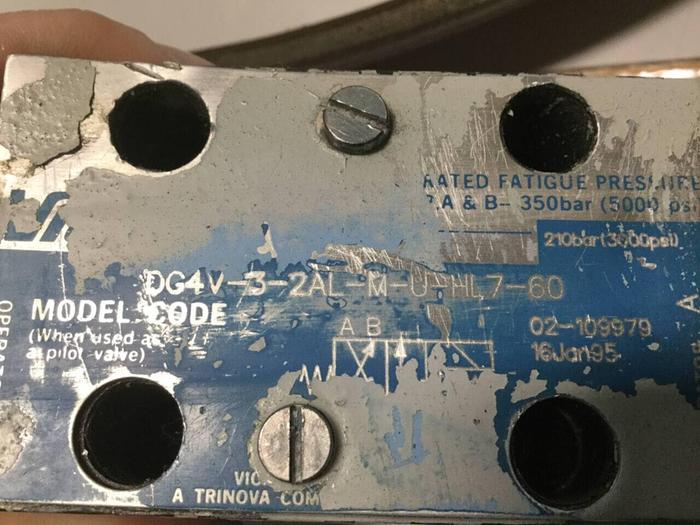 RATED FATIGUE PRESSURE
P,A & B- 350bar (5000 psi
210bar(3000psi)
DG4V-3-2AL-M-U-HL7-60
MODEL CODE
(When used as
a pilot valve)
A B
02-109979
16Jan95
A TRINOVA COM